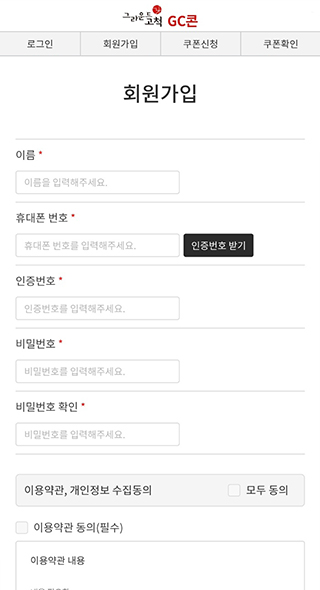 그라운드 고척 GC콘
로그인 회원가입 쿠폰신청 쿠폰확인
회원가입
이름 *
이름을 입력해주세요.
휴대폰 번호 *
휴대폰 번호를 입력해주세요. 인증번호 받기
인증번호 *
인증번호를 입력해주세요.
비밀번호 *
비밀번호를 입력해주세요.
비밀번호 확인 *
비밀번호를 입력해주세요.
이용약관, 개인정보 수집동의 모두 동의
이용약관 동의(필수)
이용약관 내용